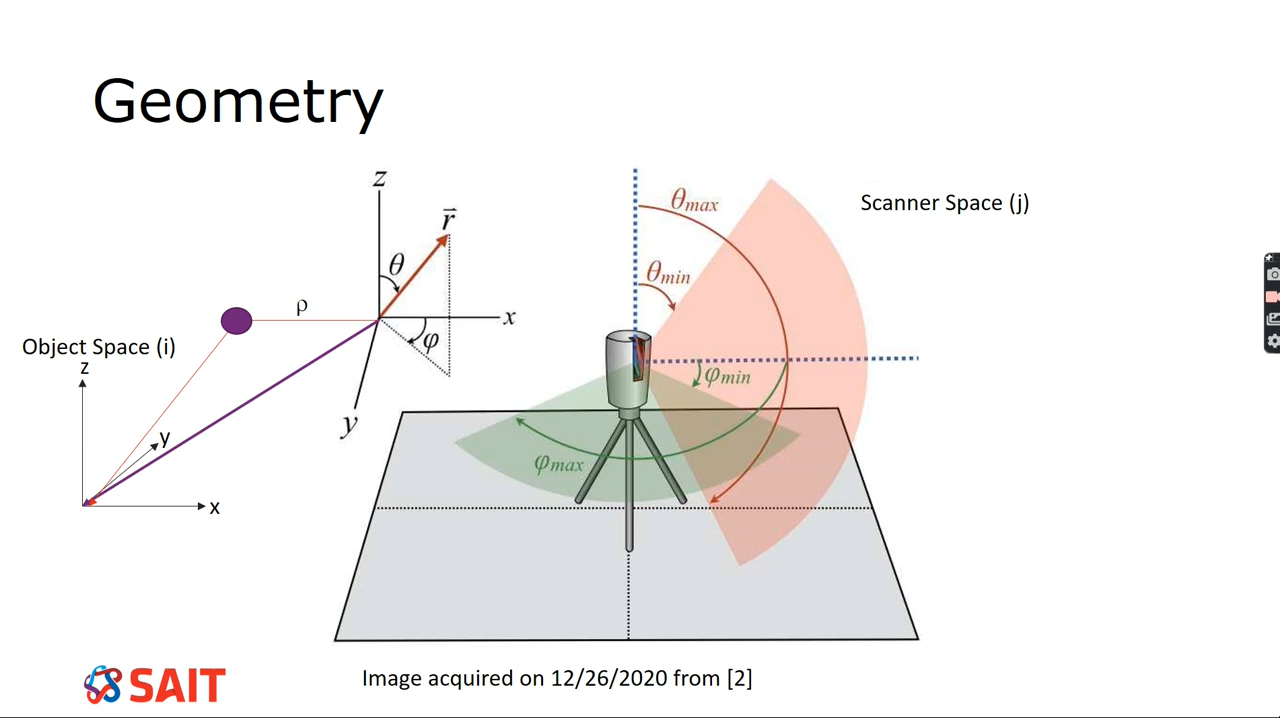 Geometry
z
r⃗
θ
x
φ
y
ρ
Object Space (i)
z
y
x
θmax
θmin
φmin
φmax
Scanner Space (j)
SAIT
Image acquired on 12/26/2020 from [2]